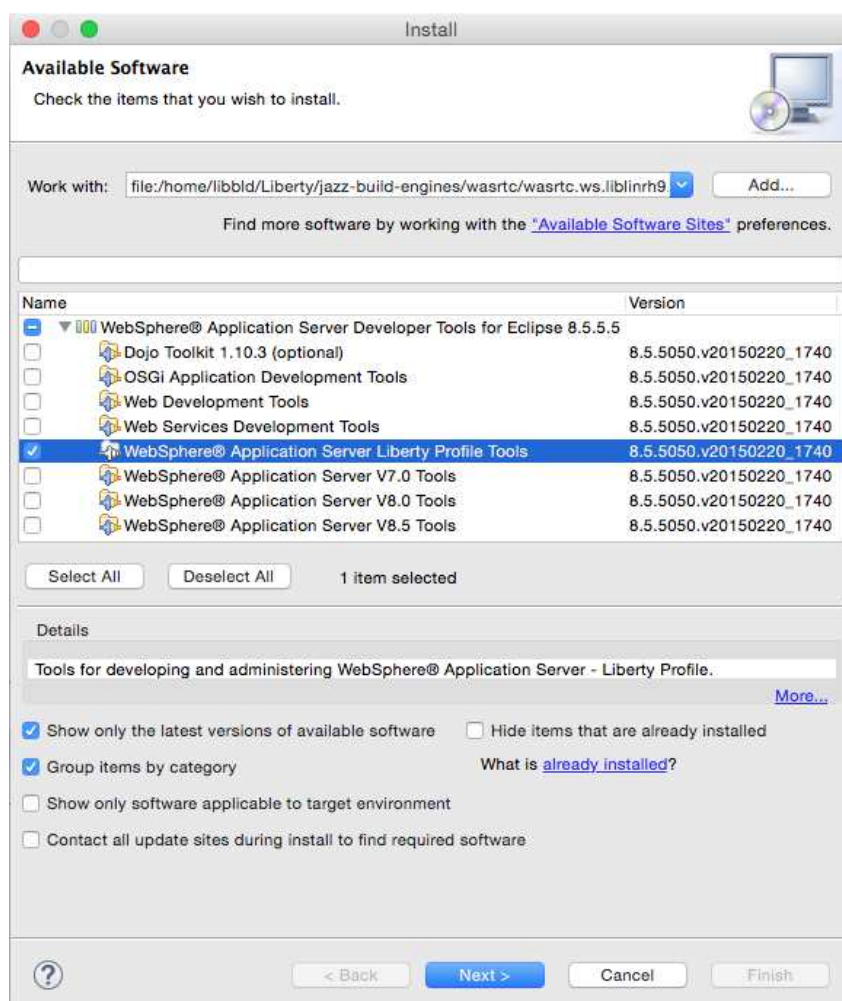 Install
Available Software
Check the items that you wish to install.
Work with: file:/home/libbld/Liberty/jazz-build-engines/wasrtc/wasrtc.ws.liblinrh9. Add...
Find more software by working with the "Available Software Sites" preferences.
Name Version
WebSphere® Application Server Developer Tools for Eclipse 8.5.5.5
Dojo Toolkit 1.10.3 (optional) 8.5.5050.v20150220_1740
OSGi Application Development Tools 8.5.5050.v20150220_1740
Web Development Tools 8.5.5050.v20150220_1740
Web Services Development Tools 8.5.5050.v20150220_1740
WebSphere® Application Server Liberty Profile Tools 8.5.5050.v20150220_1740
WebSphere® Application Server V7.0 Tools 8.5.5050.v20150220_1740
WebSphere® Application Server V8.0 Tools 8.5.5050.v20150220_1740
WebSphere® Application Server V8.5 Tools 8.5.5050.v20150220_1740
Select All Deselect All 1 item selected
Details
Tools for developing and administering WebSphere® Application Server - Liberty Profile.
More...
Show only the latest versions of available software Hide items that are already installed
Group items by category What is already installed?
Show only software applicable to target environment
Contact all update sites during install to find required software
? < Back Next > Cancel Finish